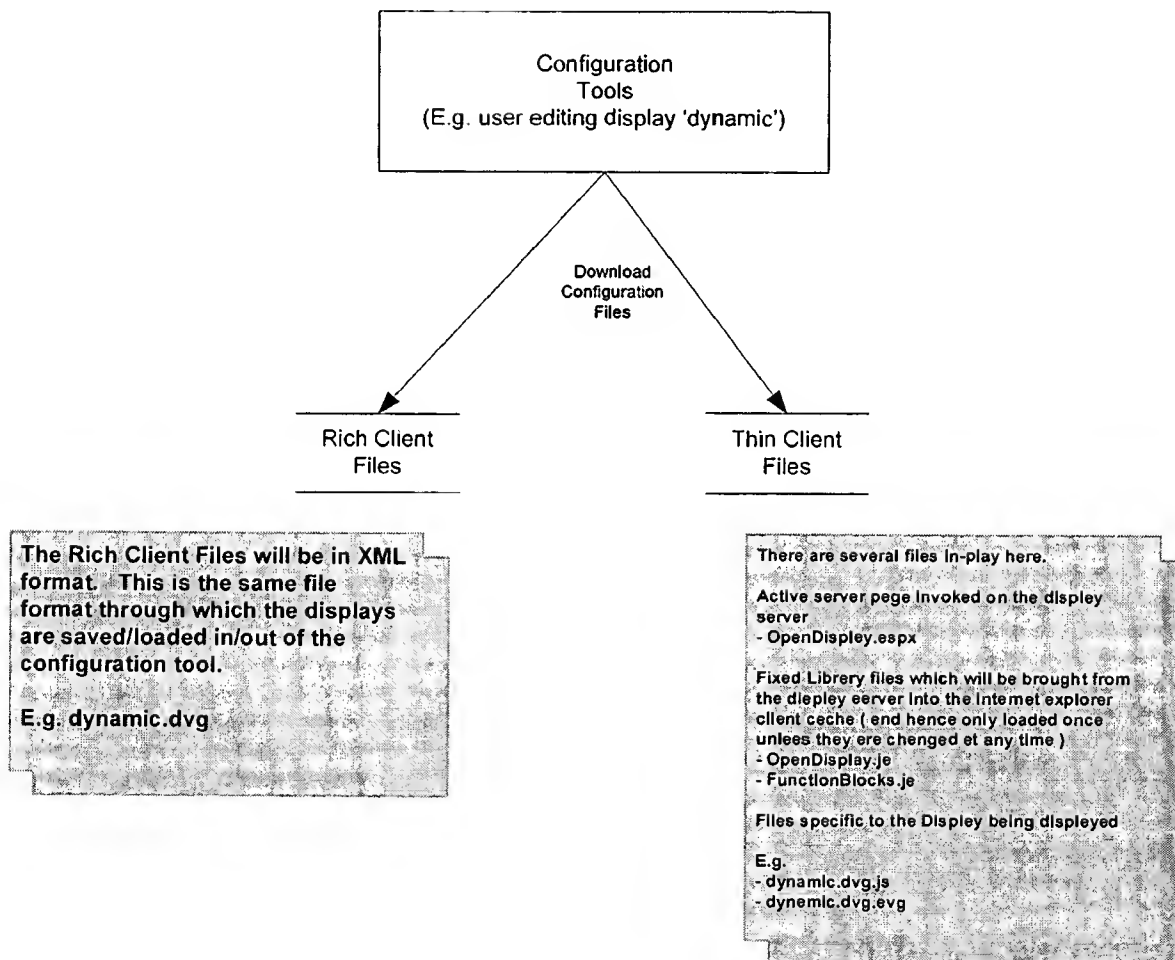 Configuration
Tools
(E.g. user editing display 'dynamic')
Download
Configuration
Files
Rich Client
Files
Thin Client
Files
The Rich Client Files will be in XML
format. This is the same file
format through which the displays
are saved/loaded in/out of the
configuration tool.
E.g. dynamic.dvg
There are several files in-play here.
Active server pege invoked on the display
server
- OpenDispley.espx
Fixed Librery files which will be brought from
the displey eerver into the Internet explorer
client ceche ( end hence only loaded once
unlees they ere chenged et any time )
- OpenDisplay.je
- FunctionBlocks.je
Files specific to the Display being displayed
E.g.
- dynamic.dvg.js
- dynemic.dvg.evg